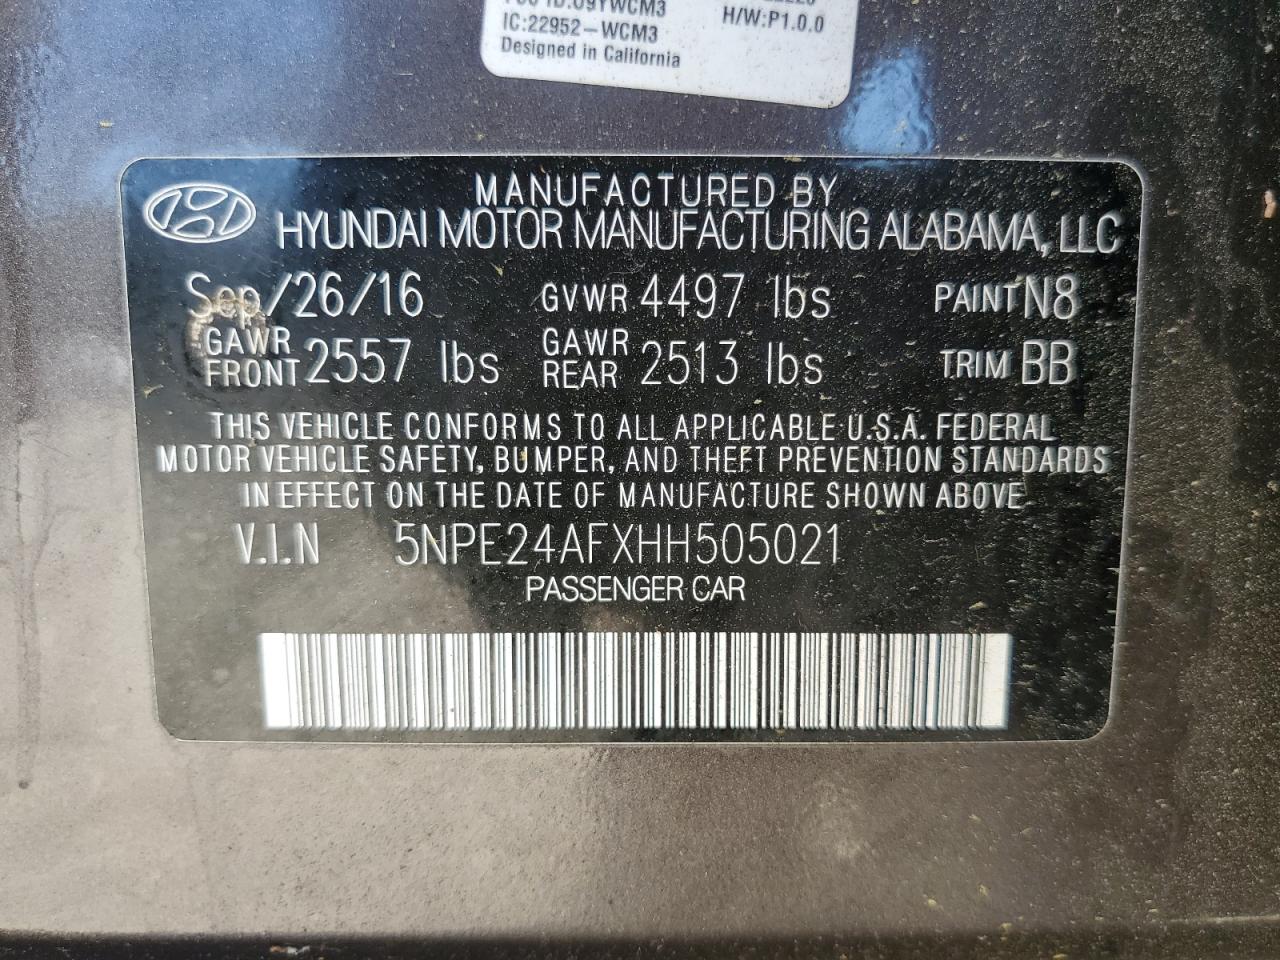 IC:22952-WCM3
H/W:P1.0.0
Designed in California
MANUFACTURED BY
HYUNDAI MOTOR MANUFACTURING ALABAMA, LLC
Sep/26/16 GVWR 4497 lbs PAINT N8
GAWR FRONT 2557 lbs GAWR REAR 2513 lbs TRIM BB
THIS VEHICLE CONFORMS TO ALL APPLICABLE U.S.A. FEDERAL
MOTOR VEHICLE SAFETY, BUMPER, AND THEFT PREVENTION STANDARDS
IN EFFECT ON THE DATE OF MANUFACTURE SHOWN ABOVE
V.I.N 5NPE24AFXHH505021
PASSENGER CAR